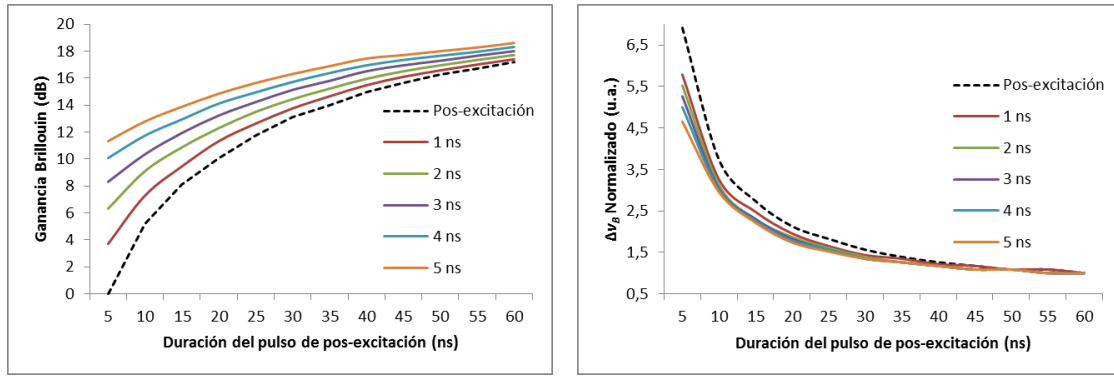 Ganancia Brillouin (dB)
20
18
16
14
12
10
8
6
4
2
0
5 10 15 20 25 30 35 40 45 50 55 60
Duración del pulso de pos-excitación (ns)
Pos-excitación
1 ns
2 ns
3 ns
4 ns
5 ns
Δν_B Normalizado (u.a.)
6,5
5,5
4,5
3,5
2,5
1,5
0,5
5 10 15 20 25 30 35 40 45 50 55 60
Duración del pulso de pos-excitación (ns)
Pos-excitación
1 ns
2 ns
3 ns
4 ns
5 ns